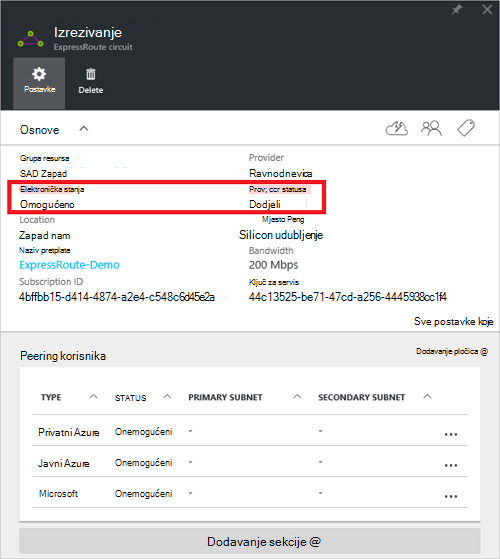 Izrezivanje
ExpressRoute circuit
Postavke
Delete
Osnove
Grupa resursa
Provider
SAD Zapad
Ravnodnevica
Elektronička stanja
Prov; ccr statusa
Omogućeno
Dodjeli
Location
Mjesto Peng
Zapad nam
Silicon udubljenje
Naziv pretplate
Bandwidth
ExpressRoute-Demo
200 Mbps
Subscription ID
Ključ za servis
4bffbb15-d414-4874-a2e4-c548c6d45e2a
44c13525-be71-47cd-a256-4445938cc1f4
Sve postavke koje
Peering korisnika
Dodavanje pločica @
TYPE STATUS PRIMARY SUBNET SECONDARY SUBNET
Privatni Azure Onemogućeni - - ...
Javni Azure Onemogućeni - - ...
Microsoft Onemogućeni - - ...
Dodavanje sekcije @